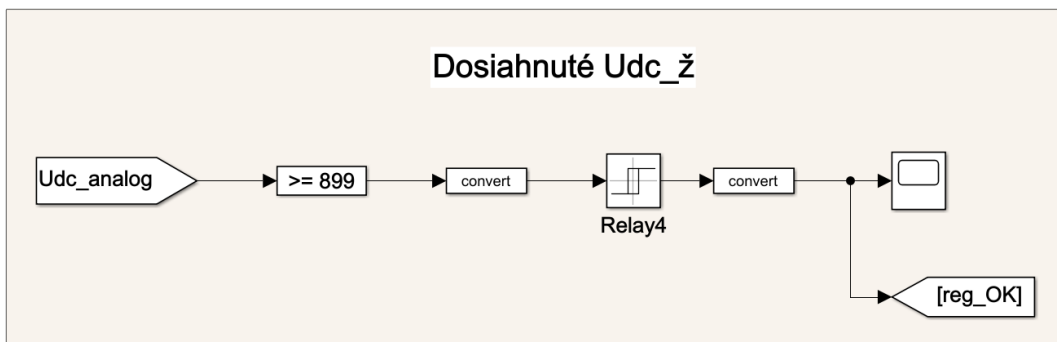 Dosiahnuté Udc_ž
Udc_analog
>= 899
convert
Relay4
convert
[reg_OK]